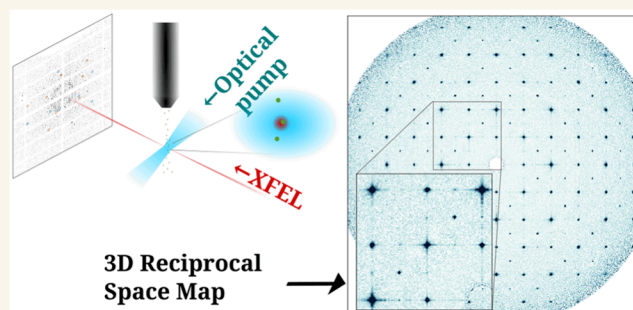 ←Optical
pump
←XFEL
3D Reciprocal
Space Map